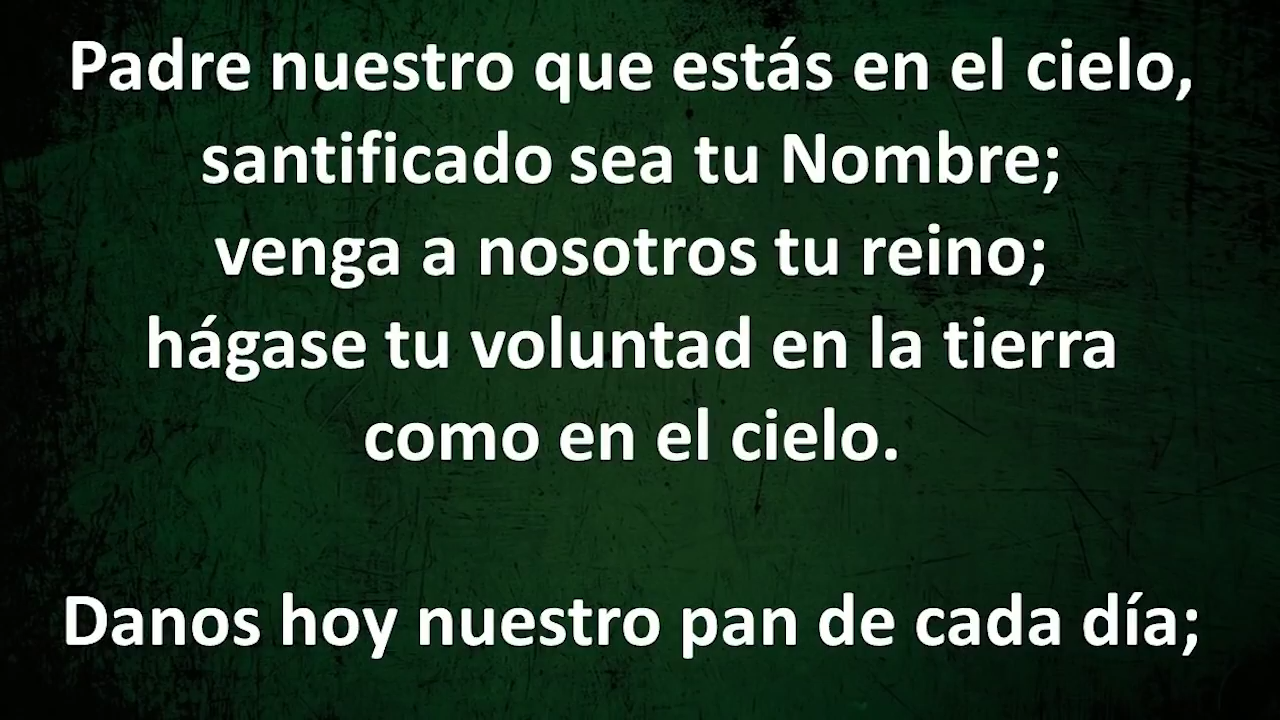 Padre nuestro que estás en el cielo,
santificado sea tu Nombre;
venga a nosotros tu reino;
hágase tu voluntad en la tierra
como en el cielo.
Danos hoy nuestro pan de cada día;